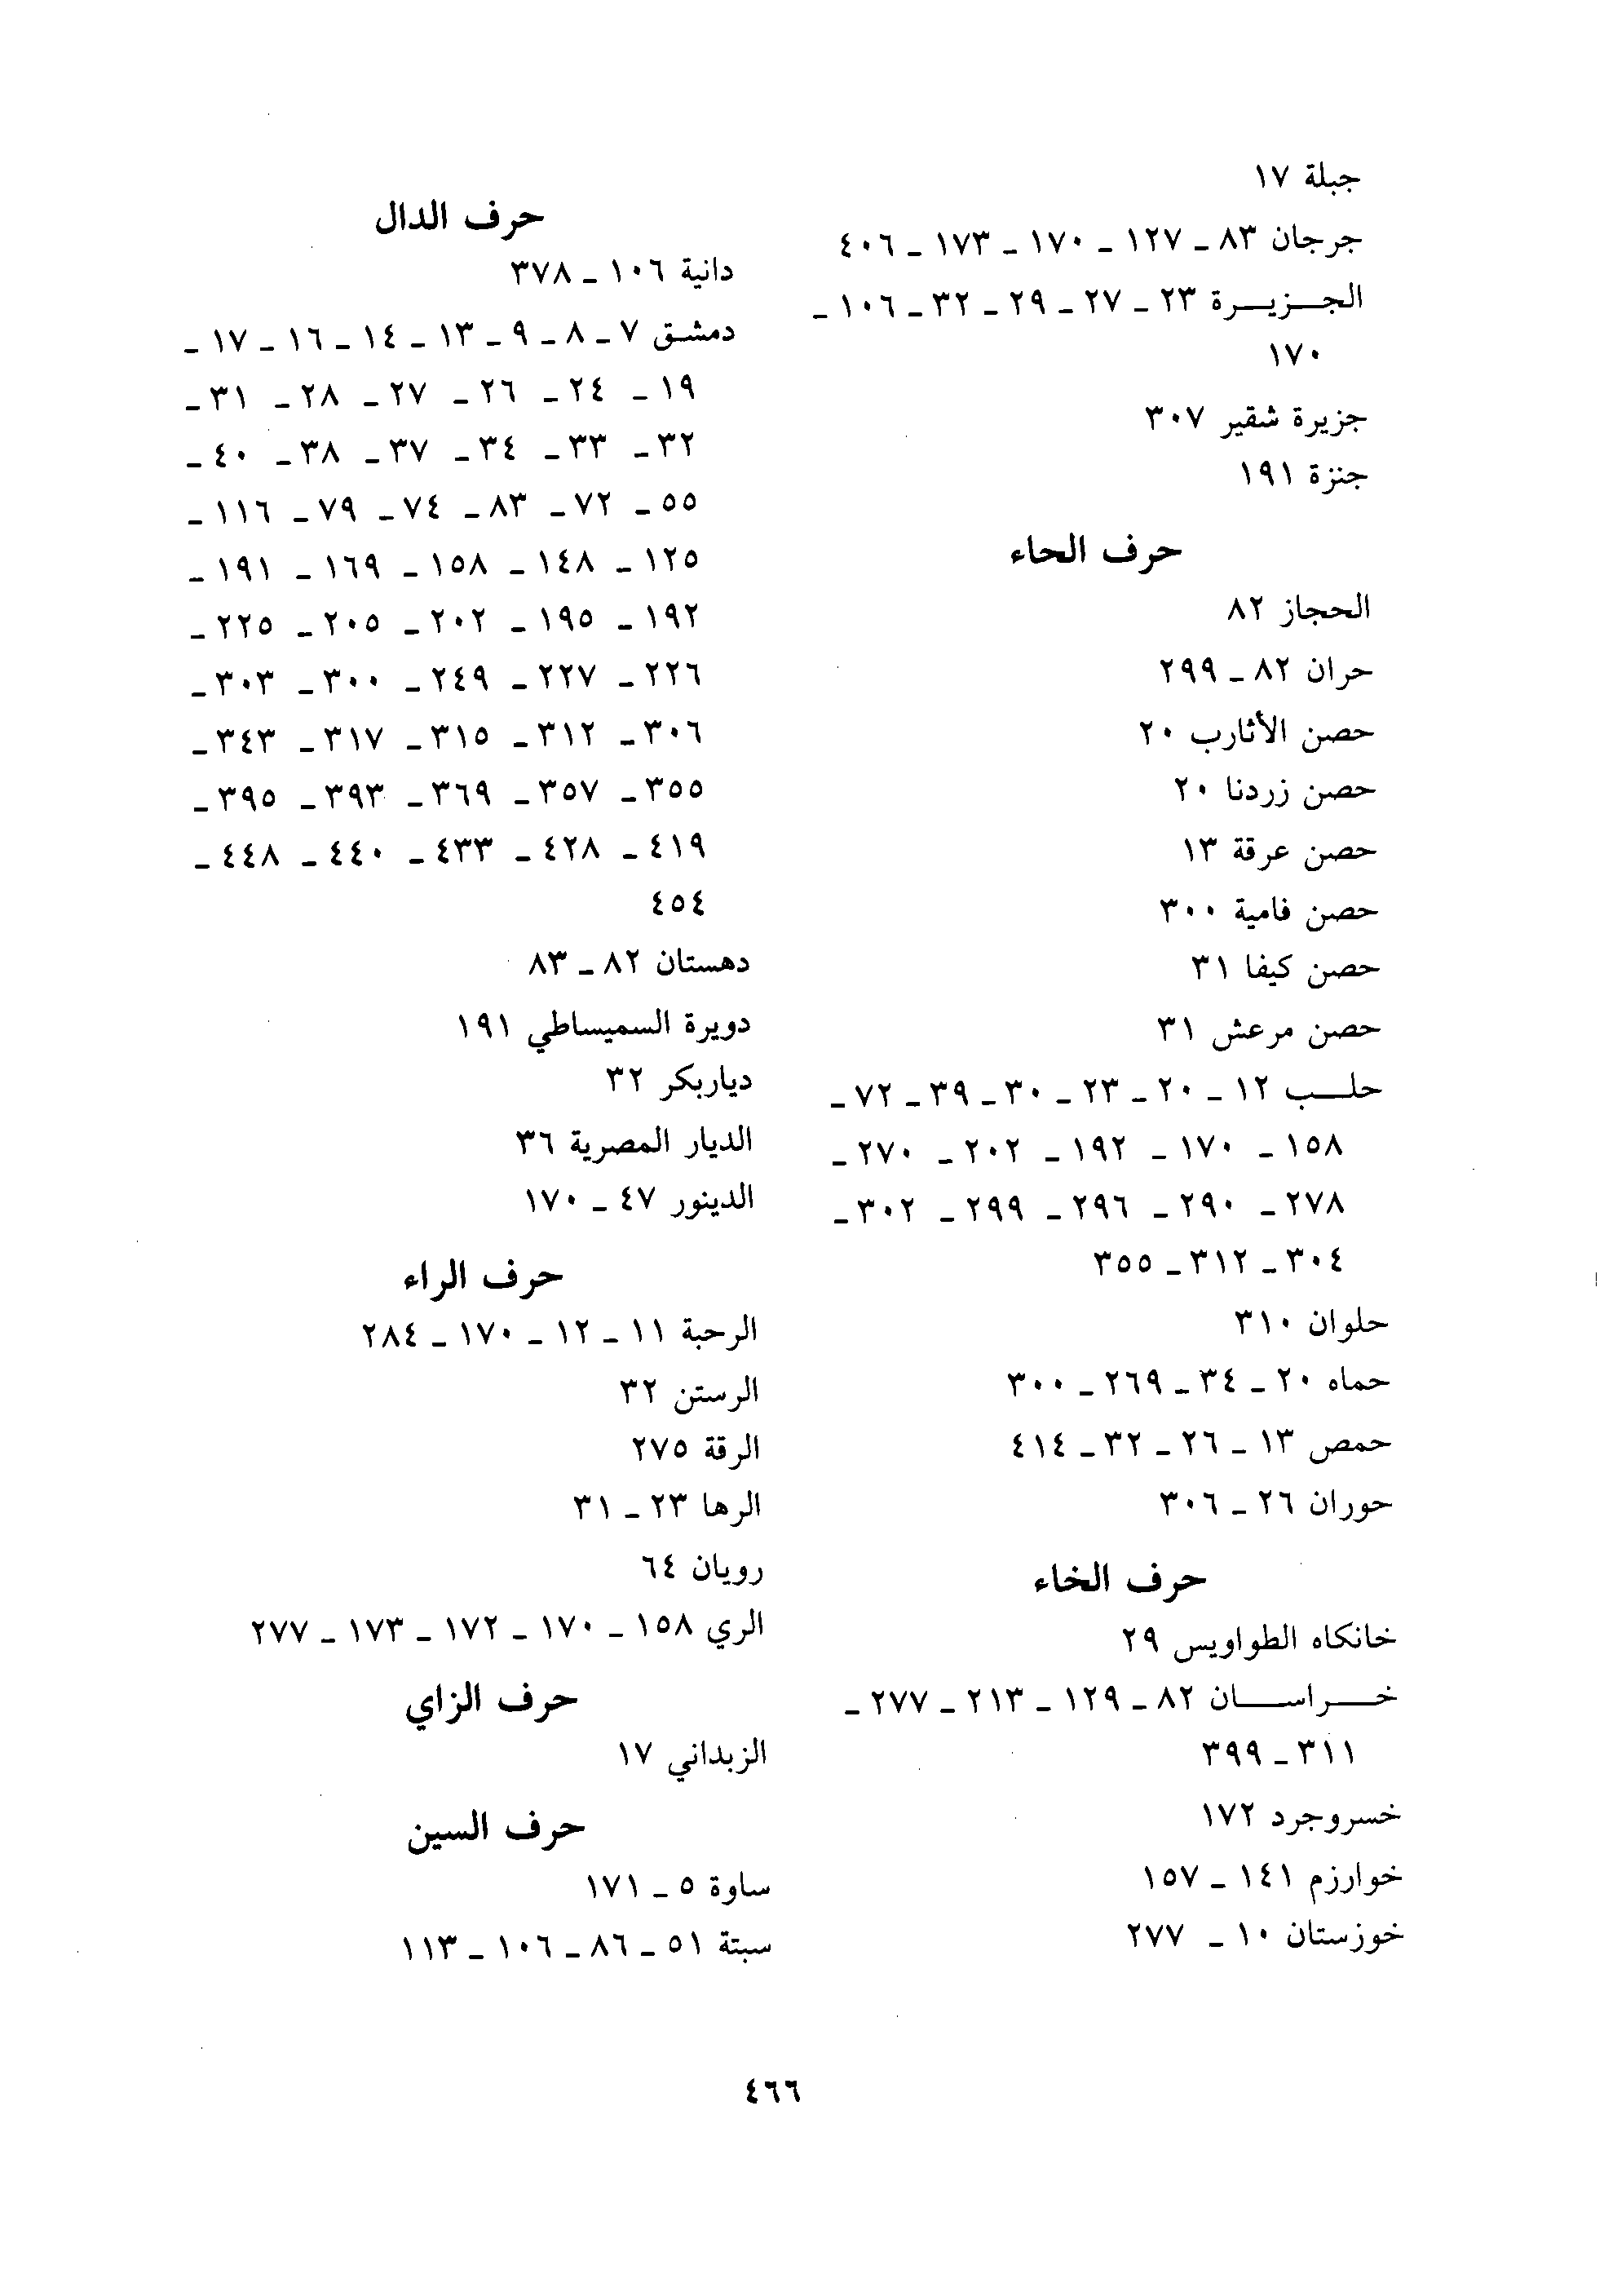 جبلة ١٧
جرجان ٨٣ ـ ١٢٧ ـ ١٧٠ ـ ١٧٣ ـ ٤٠٦
الجـــزيـــرة ٢٣ ـ ٢٧ ـ ٢٩ ـ ٣٢ ـ ١٠٦ ـ
١٧٠
جزيرة شقير ٣٠٧
جنزة ١٩١
حرف الحاء
الحجاز ٨٢
حران ٨٢ ـ ٢٩٩
حصن الأثارب ٢٠
حصن زردنا ٢٠
حصن عرقة ١٣
حصن فامية ٣٠٠
حصن كيفا ٣١
حصن مرعش ٣١
حلـــب ١٢ ـ ٢٠ ـ ٢٣ ـ ٣٠ ـ ٣٩ ـ ٧٢ ـ
١٥٨ ـ ١٧٠ ـ ١٩٢ ـ ٢٠٢ ـ ٢٧٠ ـ
٢٧٨ ـ ٢٩٠ ـ ٢٩٦ ـ ٢٩٩ ـ ٣٠٢ ـ
٣٠٤ ـ ٣١٢ ـ ٣٥٥
حلوان ٣١٠
حماه ٢٠ ـ ٣٤ ـ ٢٦٩ ـ ٣٠٠
حمص ١٣ ـ ٢٦ ـ ٣٢ ـ ٤١٤
حوران ٢٦ ـ ٣٠٦
حرف الخاء
خانكاه الطواويس ٢٩
خـــراســـان ٨٢ ـ ١٢٩ ـ ٢١٣ ـ ٢٧٧ ـ
٣١١ ـ ٣٩٩
خسروجرد ١٧٢
خوارزم ١٤١ ـ ١٥٧
خوزستان ١٠ ـ ٢٧٧
حرف الدال
دانية ١٠٦ ـ ٣٧٨
دمشـق ٧ ـ ٨ ـ ٩ ـ ١٣ ـ ١٤ ـ ١٦ ـ ١٧ ـ
١٩ ـ ٢٤ ـ ٢٦ ـ ٢٧ ـ ٢٨ ـ ٣١ ـ
٣٢ ـ ٣٣ ـ ٣٤ ـ ٣٧ ـ ٣٨ ـ ٤٠ ـ
٥٥ ـ ٧٢ ـ ٨٣ ـ ٧٤ ـ ٧٩ ـ ١١٦ ـ
١٢٥ ـ ١٤٨ ـ ١٥٨ ـ ١٦٩ ـ ١٩١ ـ
١٩٢ ـ ١٩٥ ـ ٢٠٢ ـ ٢٠٥ ـ ٢٢٥ ـ
٢٢٦ ـ ٢٢٧ ـ ٢٤٩ ـ ٣٠٠ ـ ٣٠٣ ـ
٣٠٦ ـ ٣١٢ ـ ٣١٥ ـ ٣١٧ ـ ٣٤٣ ـ
٣٥٥ ـ ٣٥٧ ـ ٣٦٩ ـ ٣٩٣ ـ ٣٩٥ ـ
٤١٩ ـ ٤٢٨ ـ ٤٣٣ ـ ٤٤٠ ـ ٤٤٨ ـ
٤٥٤
دهستان ٨٢ ـ ٨٣
دويرة السميساطي ١٩١
دياربكر ٣٢
الديار المصرية ٣٦
الدينور ٤٧ ـ ١٧٠
حرف الراء
الرحبة ١١ ـ ١٢ ـ ١٧٠ ـ ٢٨٤
الرستن ٣٢
الرقة ٢٧٥
الرها ٢٣ ـ ٣١
رويان ٦٤
الري ١٥٨ ـ ١٧٠ ـ ١٧٢ ـ ١٧٣ ـ ٢٧٧
حرف الزاي
الزبداني ١٧
حرف السين
ساوة ٥ ـ ١٧١
سبتة ٥١ ـ ٨٦ ـ ١٠٦ ـ ١١٣
٤٦٦